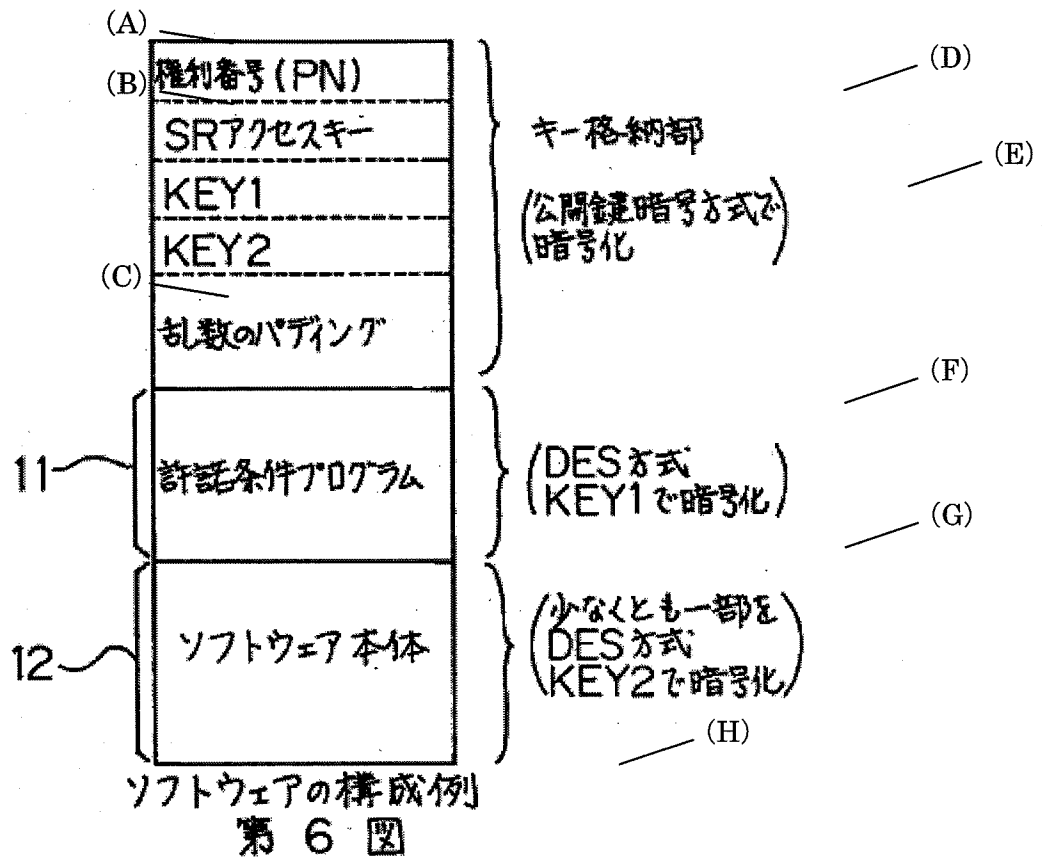 (A)
権利番号(PN)
(B)
SRアクセスキー
KEY1
KEY2
(C)
乱数のパディング
キー格納部
(公開鍵暗号方式で
暗号化)
(D)
(E)
11
許諾条件プログラム
(DES方式
KEY1で暗号化)
(F)
(G)
12
ソフトウェア本体
(少なくとも一部を
DES方式
KEY2で暗号化)
(H)
ソフトウェアの構成例
第 6 図